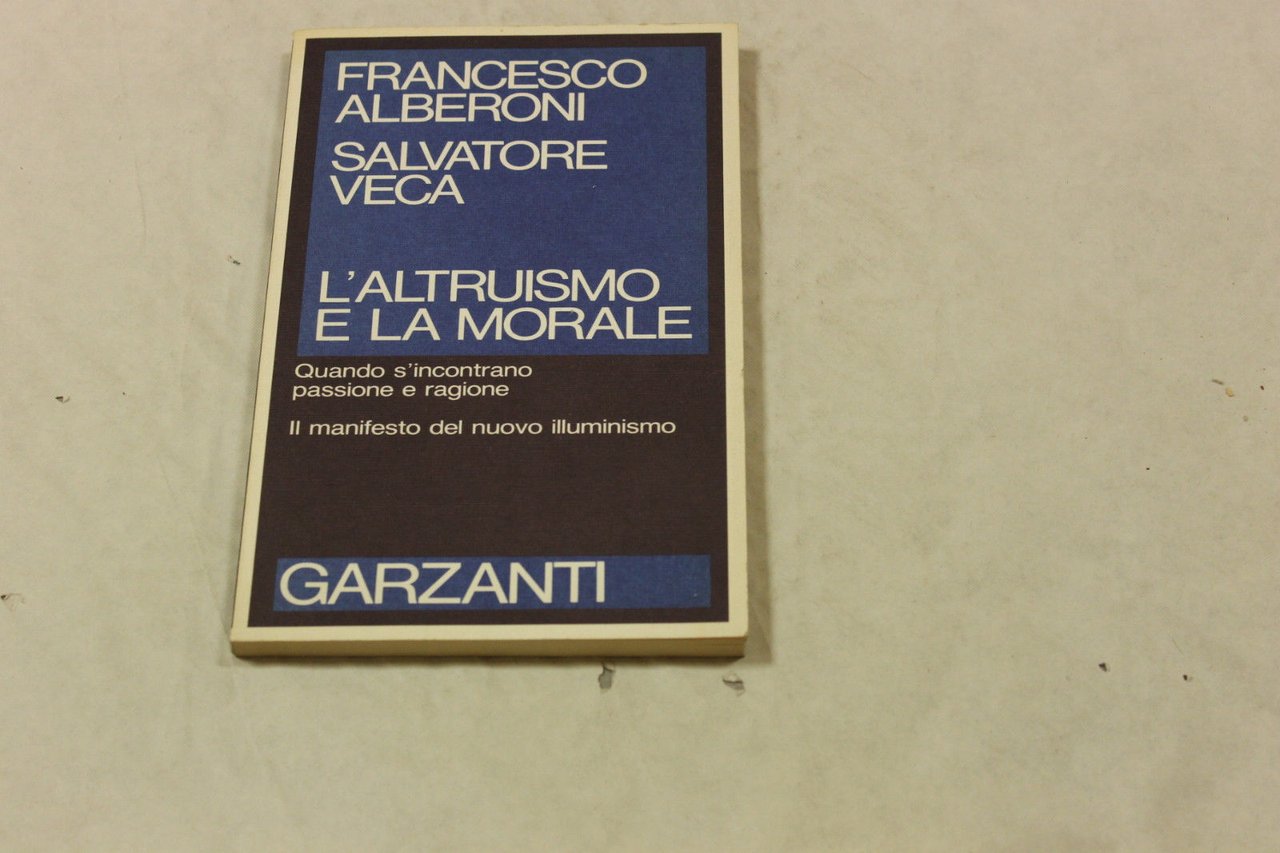 FRANCESCO
ALBERONI
SALVATORE
VECA
L'ALTRUISMO
E LA MORALE
Quando s'incontrano
passione e ragione
Il manifesto del nuovo illuminismo
GARZANTI